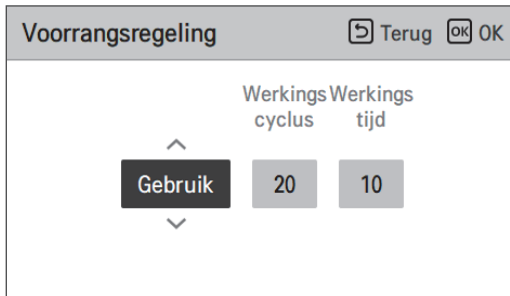 Voorrangsregeling Terug OK OK
Werkings Werkings
cyclus tijd
Gebruik 20 10